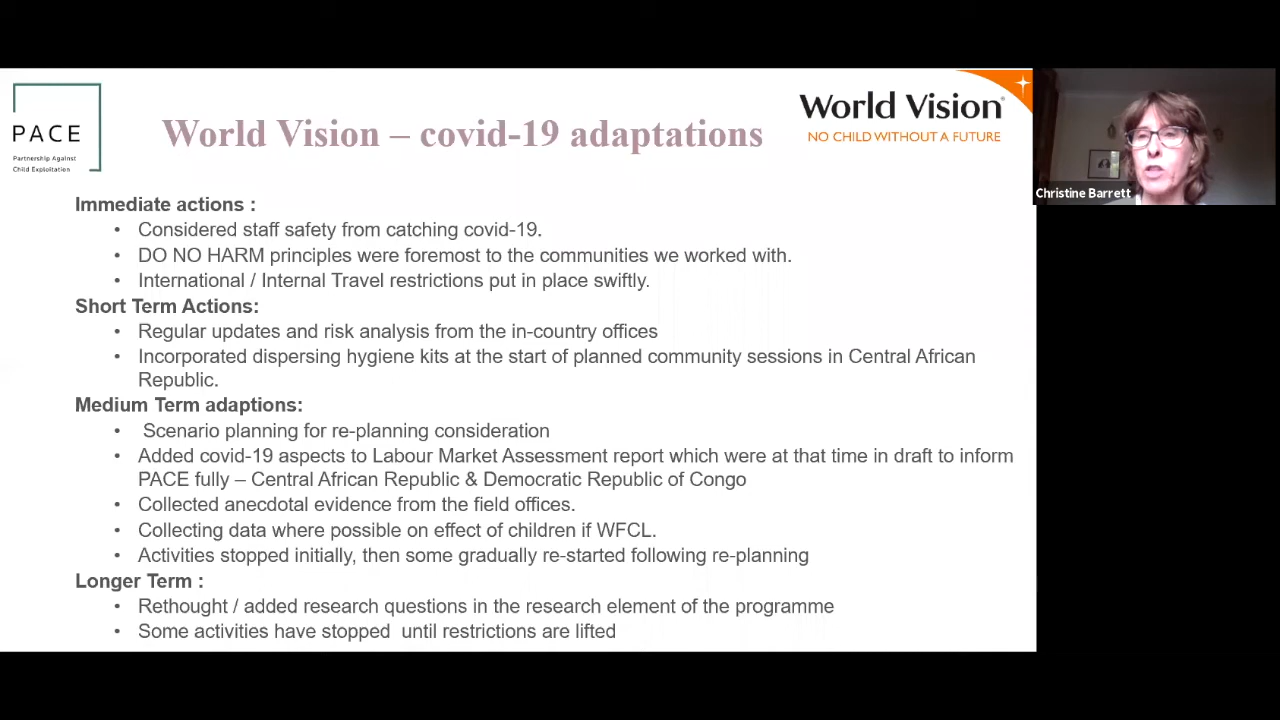 PACE
Partnership Against
Child Exploitation
World Vision – covid-19 adaptations
World Vision
NO CHILD WITHOUT A FUTURE
Christine Barrett
Immediate actions :
• Considered staff safety from catching covid-19.
• DO NO HARM principles were foremost to the communities we worked with.
• International / Internal Travel restrictions put in place swiftly.
Short Term Actions:
• Regular updates and risk analysis from the in-country offices
• Incorporated dispersing hygiene kits at the start of planned community sessions in Central African
Republic.
Medium Term adaptions:
• Scenario planning for re-planning consideration
• Added covid-19 aspects to Labour Market Assessment report which were at that time in draft to inform
PACE fully – Central African Republic & Democratic Republic of Congo
• Collected anecdotal evidence from the field offices.
• Collecting data where possible on effect of children if WFCL.
• Activities stopped initially, then some gradually re-started following re-planning
Longer Term :
• Rethought / added research questions in the research element of the programme
• Some activities have stopped until restrictions are lifted